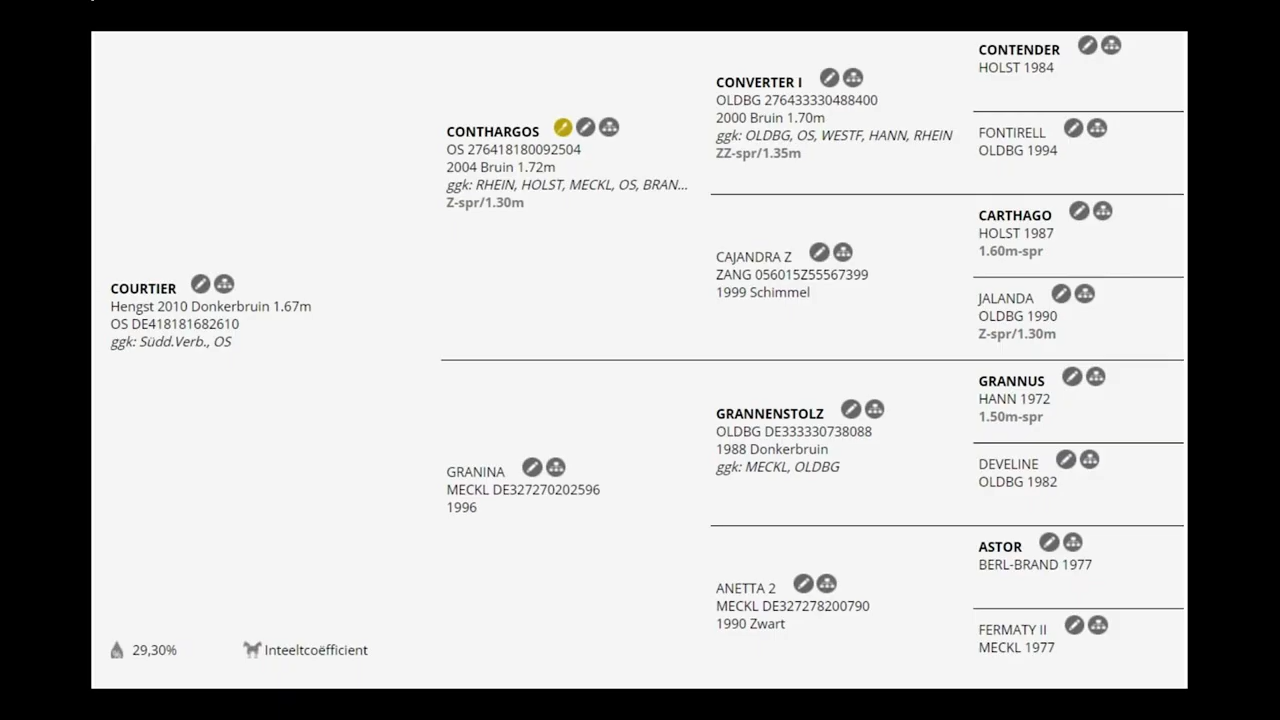 COURTIER
Hengst 2010 Donkerbruin 1.67m
OS DE418181682610
ggk: Südd.Verb., OS
CONTHARGOS
OS 276418180092504
2004 Bruin 1.72m
ggk: RHEIN, HOLST, MECKL, OS, BRAN...
Z-spr/1.30m
GRANINA
MECKL DE327270202596
1996
CONVERTER I
OLDBG 276433330488400
2000 Bruin 1.70m
ggk: OLDBG, OS, WESTF, HANN, RHEIN
ZZ-spr/1.35m
CAJANDRA Z
ZANG 056015Z55567399
1999 Schimmel
GRANNENSTOLZ
OLDBG DE333330738088
1988 Donkerbruin
ggk: MECKL, OLDBG
ANETTA 2
MECKL DE327278200790
1990 Zwart
CONTENDER
HOLST 1984
FONTIRELL
OLDBG 1994
CARTHAGO
HOLST 1987
1.60m-spr
JALANDA
OLDBG 1990
Z-spr/1.30m
GRANNUS
HANN 1972
1.50m-spr
DEVELINE
OLDBG 1982
ASTOR
BERL-BRAND 1977
FERMATY II
MECKL 1977
29,30%
Inteeltcoëfficient